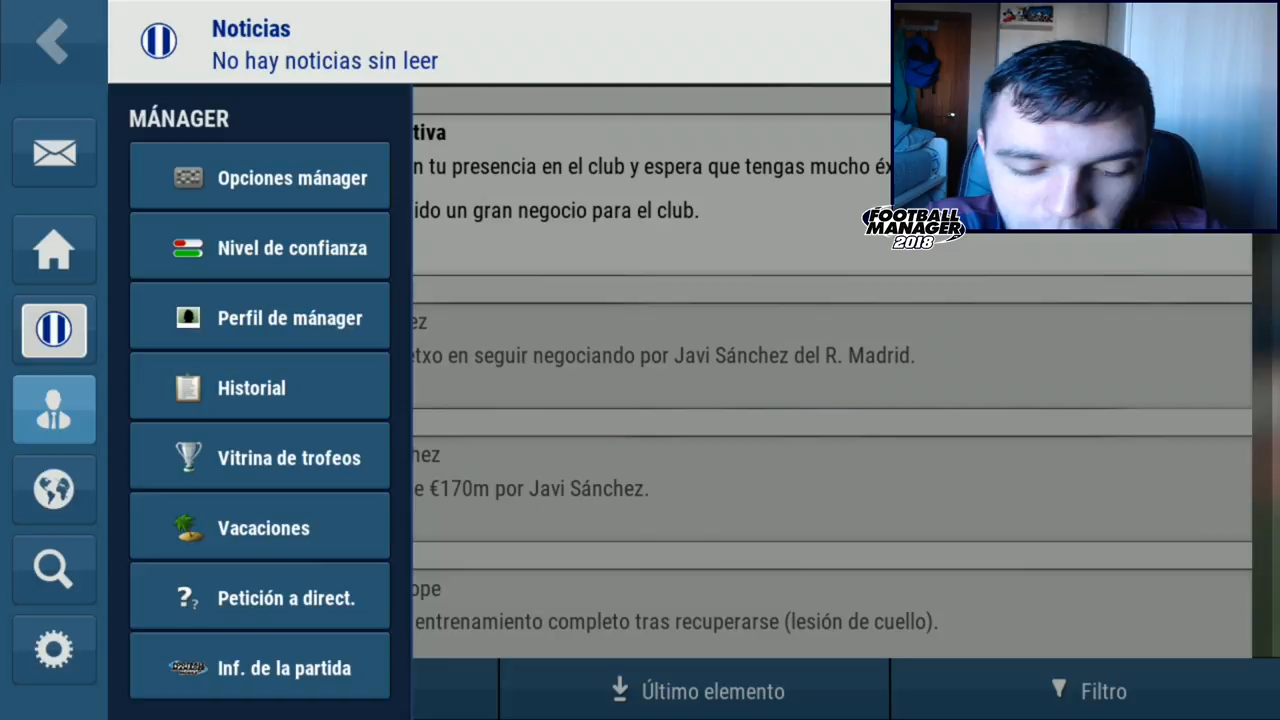 Noticias
No hay noticias sin leer
MÁNAGER
Opciones mánager
Nivel de confianza
Perfil de mánager
Historial
Vitrina de trofeos
Vacaciones
Petición a direct.
Inf. de la partida
tiva
n tu presencia en el club y espera que tengas mucho éx
ido un gran negocio para el club.
ez
etxo en seguir negociando por Javi Sánchez del R. Madrid.
nez
e €170m por Javi Sánchez.
ope
entrenamiento completo tras recuperarse (lesión de cuello).
Último elemento
Filtro
FOOTBALL
MANAGER
2018